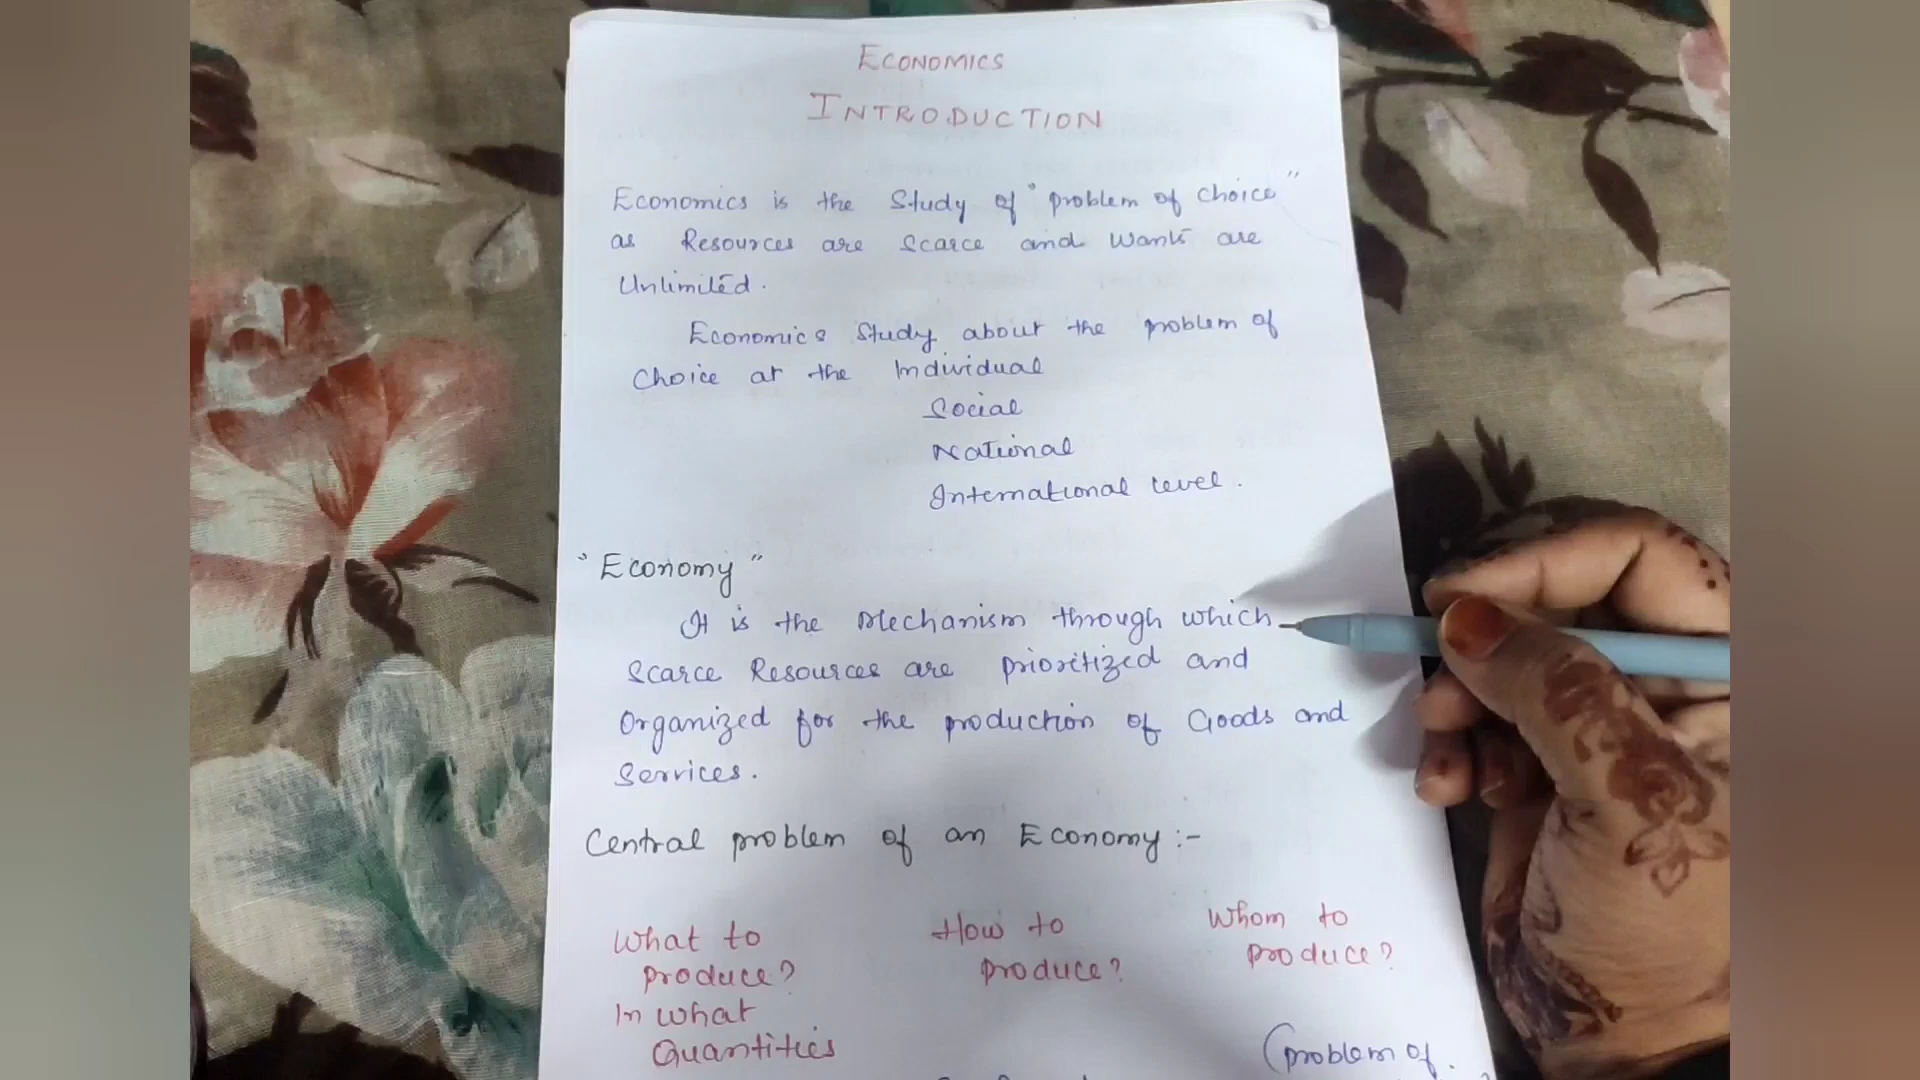 ECONOMICS
INTRODUCTION
Economics is the Study of "problem of choice"
as Resources are Scarce and Wants are
Unlimited.
Economics Study about the problem of
Choice at the Individual
Social
National
International Level.
"Economy"
It is the Mechanism through which
Scarce Resources are prioritized and
Organized for the production of Goods and
Services.
Central problem of an Economy :-
What to How to Whom to
produce? produce? produce?
In what
Quantities
(problem of